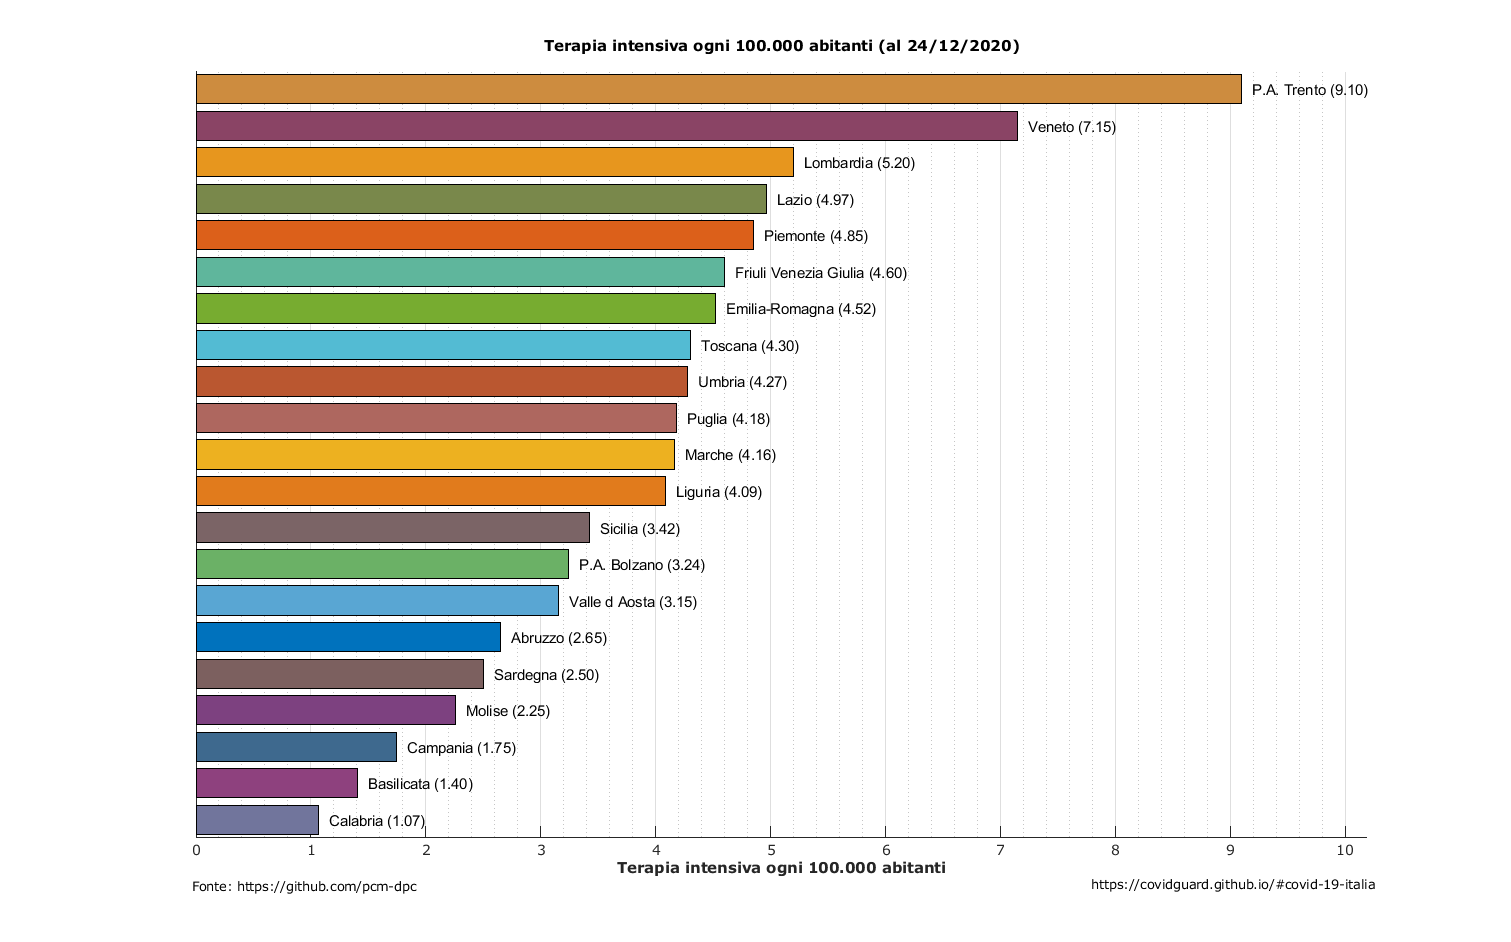 Terapia intensiva ogni 100.000 abitanti (al 24/12/2020)
P.A. Trento (9.10)
Veneto (7.15)
Lombardia (5.20)
Lazio (4.97)
Piemonte (4.85)
Friuli Venezia Giulia (4.60)
Emilia-Romagna (4.52)
Toscana (4.30)
Umbria (4.27)
Puglia (4.18)
Marche (4.16)
Liguria (4.09)
Sicilia (3.42)
P.A. Bolzano (3.24)
Valle d Aosta (3.15)
Abruzzo (2.65)
Sardegna (2.50)
Molise (2.25)
Campania (1.75)
Basilicata (1.40)
Calabria (1.07)
0 1 2 3 4 5 6 7 8 9 10
Terapia intensiva ogni 100.000 abitanti
Fonte: https://github.com/pcm-dpc
https://covidguard.github.io/#covid-19-italia